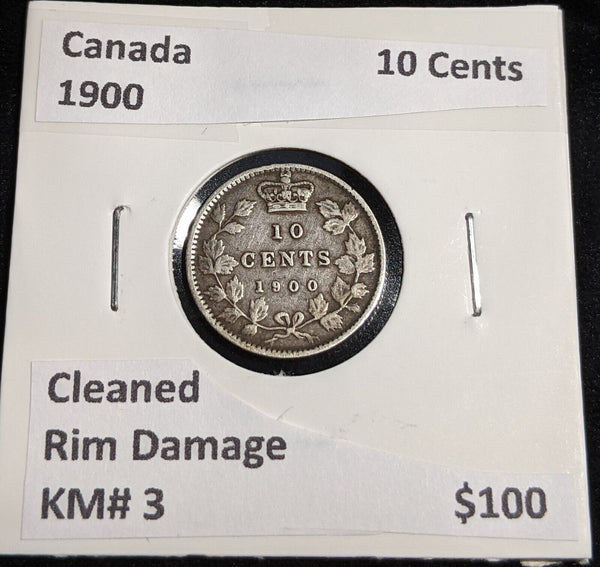 Canada
10 Cents
1900
10
CENTS
1900
Cleaned
Rim Damage
KM# 3
$100